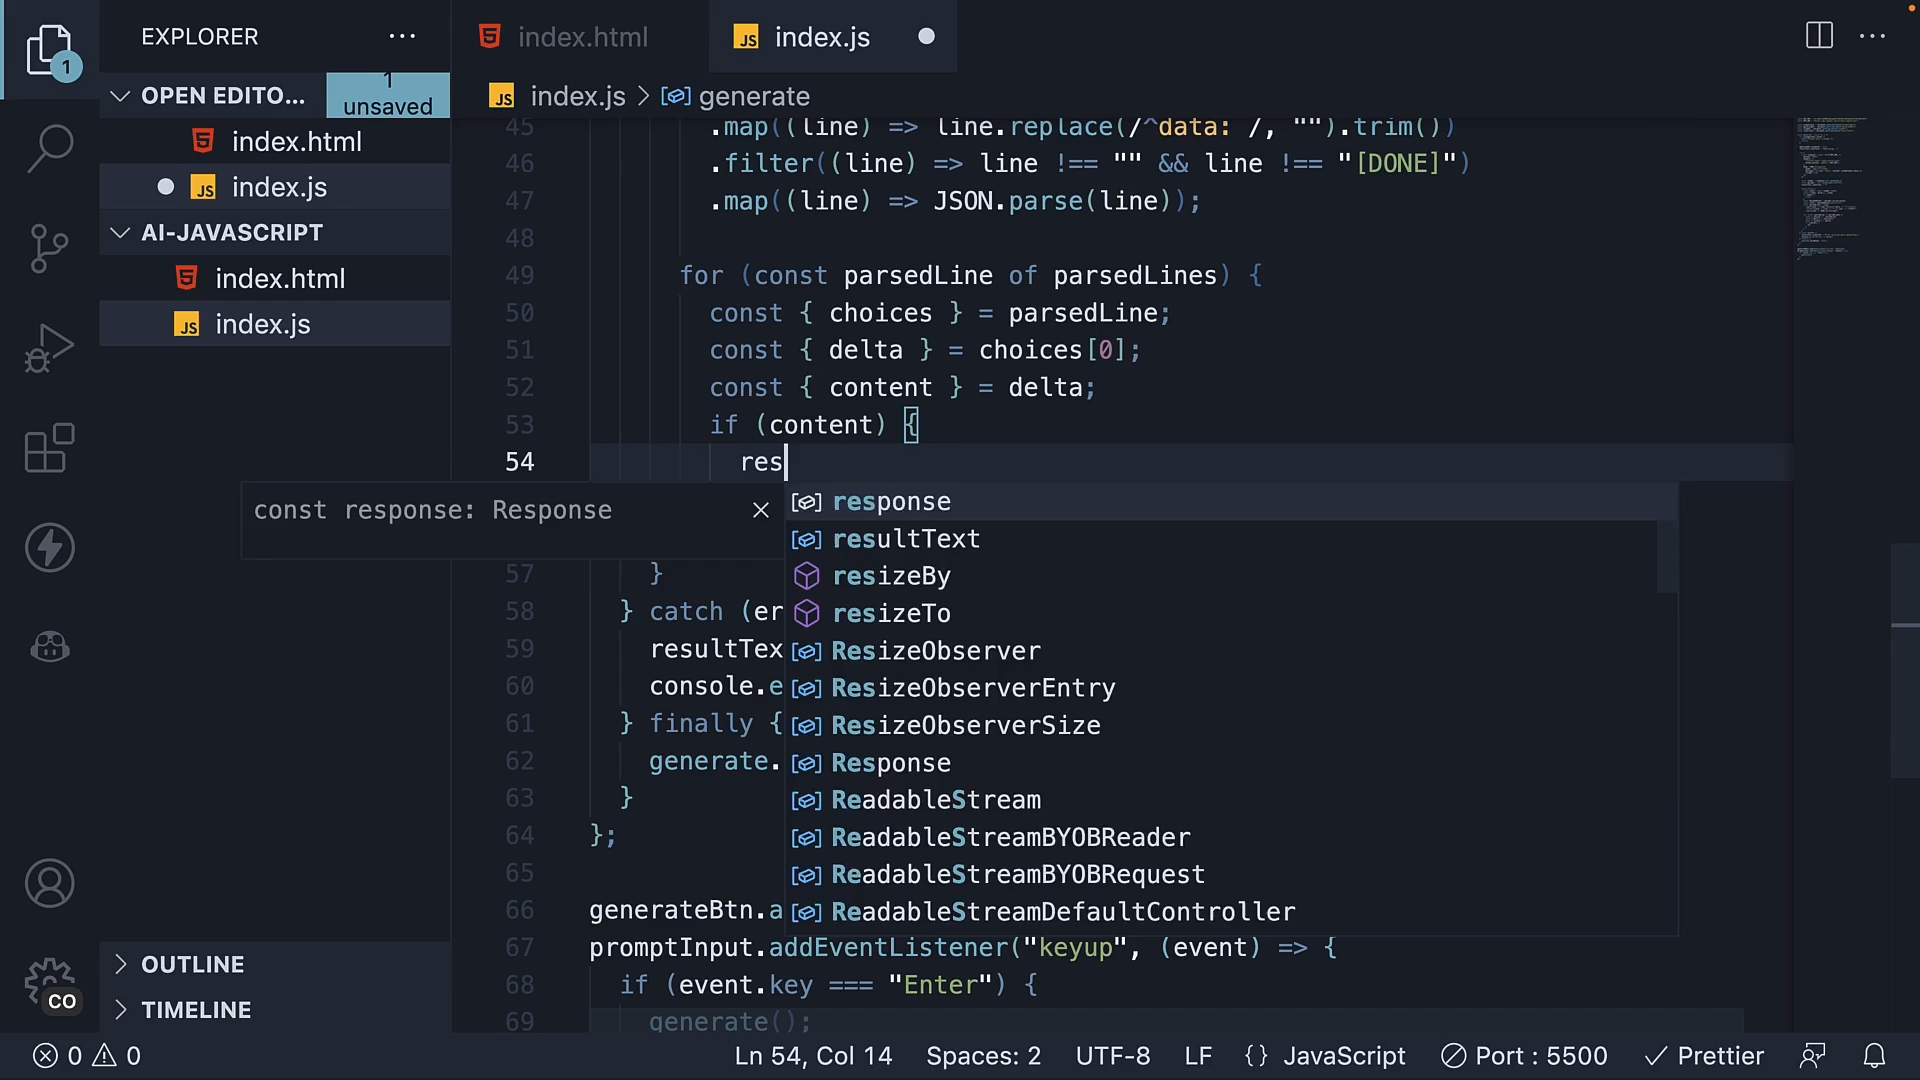 EXPLORER
1
OPEN EDITO...
1
unsaved
index.html
index.js
AI-JAVASCRIPT
index.html
index.js
OUTLINE
TIMELINE
CO
index.html
JS index.js
JS index.js > generate
45 .map((line) => line.replace(/^data: /, "").trim())
46 .filter((line) => line !== "" && line !== "[DONE]")
47 .map((line) => JSON.parse(line));
48
49 for (const parsedLine of parsedLines) {
50 const { choices } = parsedLine;
51 const { delta } = choices[0];
52 const { content } = delta;
53 if (content) {
54 res
const response: Response
response
resultText
resizeBy
resizeTo
ResizeObserver
ResizeObserverEntry
ResizeObserverSize
Response
ReadableStream
ReadableStreamBYOBReader
ReadableStreamBYOBRequest
ReadableStreamDefaultController
57 }
58 } catch (er
59 resultTex
60 console.e
61 } finally {
62 generate.
63 }
64 };
65
66 generateBtn.a
67 promptInput.addEventListener("keyup", (event) => {
68 if (event.key === "Enter") {
69 generate();
0 0
Ln 54, Col 14 Spaces: 2 UTF-8 LF {} JavaScript Port : 5500 Prettier